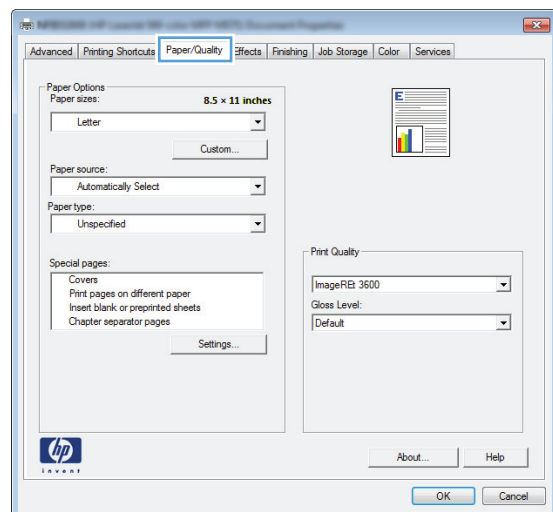 Advanced Printing Shortcuts Paper/Quality Effects Finishing Job Storage Color Services
Paper Options
Paper sizes: 8.5 × 11 inches
Letter
Custom...
Paper source:
Automatically Select
Paper type:
Unspecified
Special pages:
Covers
Print pages on different paper
Insert blank or preprinted sheets
Chapter separator pages
Settings...
E
Print Quality
ImageREt 3600
Gloss Level:
Default
hp
invent
About... Help
OK Cancel